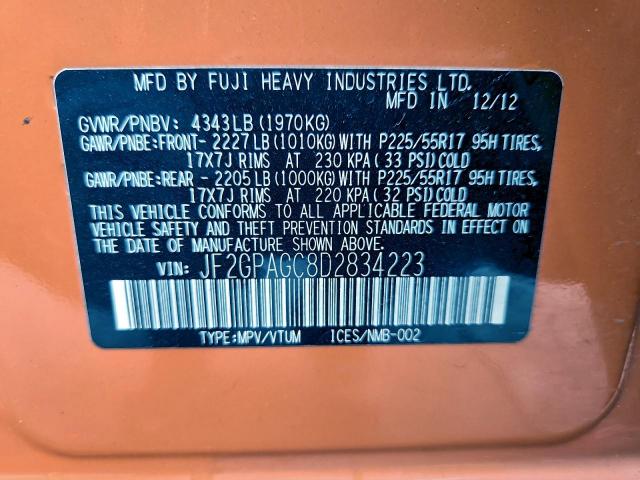 MFD BY FUJI HEAVY INDUSTRIES LTD.
MFD IN 12/12
GVWR/PNBV: 4343LB (1970KG)
GAWR/PNBE:FRONT- 2227LB (1010KG) WITH P225/55R17 95H TIRES,
17X7J RIMS AT 230 KPA( 33 PSI) COLD
GAWR/PNBE:REAR - 2205LB (1000KG) WITH P225/55R17 95H TIRES,
17X7J RIMS AT 220 KPA( 32 PSI) COLD
THIS VEHICLE CONFORMS TO ALL APPLICABLE FEDERAL MOTOR
VEHICLE SAFETY AND THEFT PREVENTION STANDARDS IN EFFECT ON
THE DATE OF MANUFACTURE SHOWN ABOVE.
VIN: JF2GPAGC8D2834223
TYPE:MPV/VTUM ICES/NMB-002